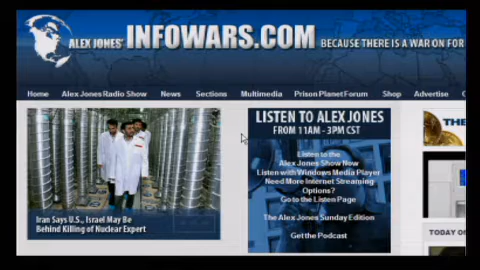 ALEX JONES' INFOWARS.COM BECAUSE THERE IS A WAR ON FOR
Home Alex Jones Radio Show News Sections Multimedia Prison Planet Forum Shop Advertise C
LISTEN TO ALEX JONES
FROM 11AM - 3PM CST
Listen to the
Alex Jones Show Now
Listen with Windows Media Player
Need More Internet Streaming
Options?
Go to the Listen Page
The Alex Jones Sunday Edition
Get the Podcast
Iran Says U.S., Israel May Be
Behind Killing of Nuclear Expert
THE
TODAY ON